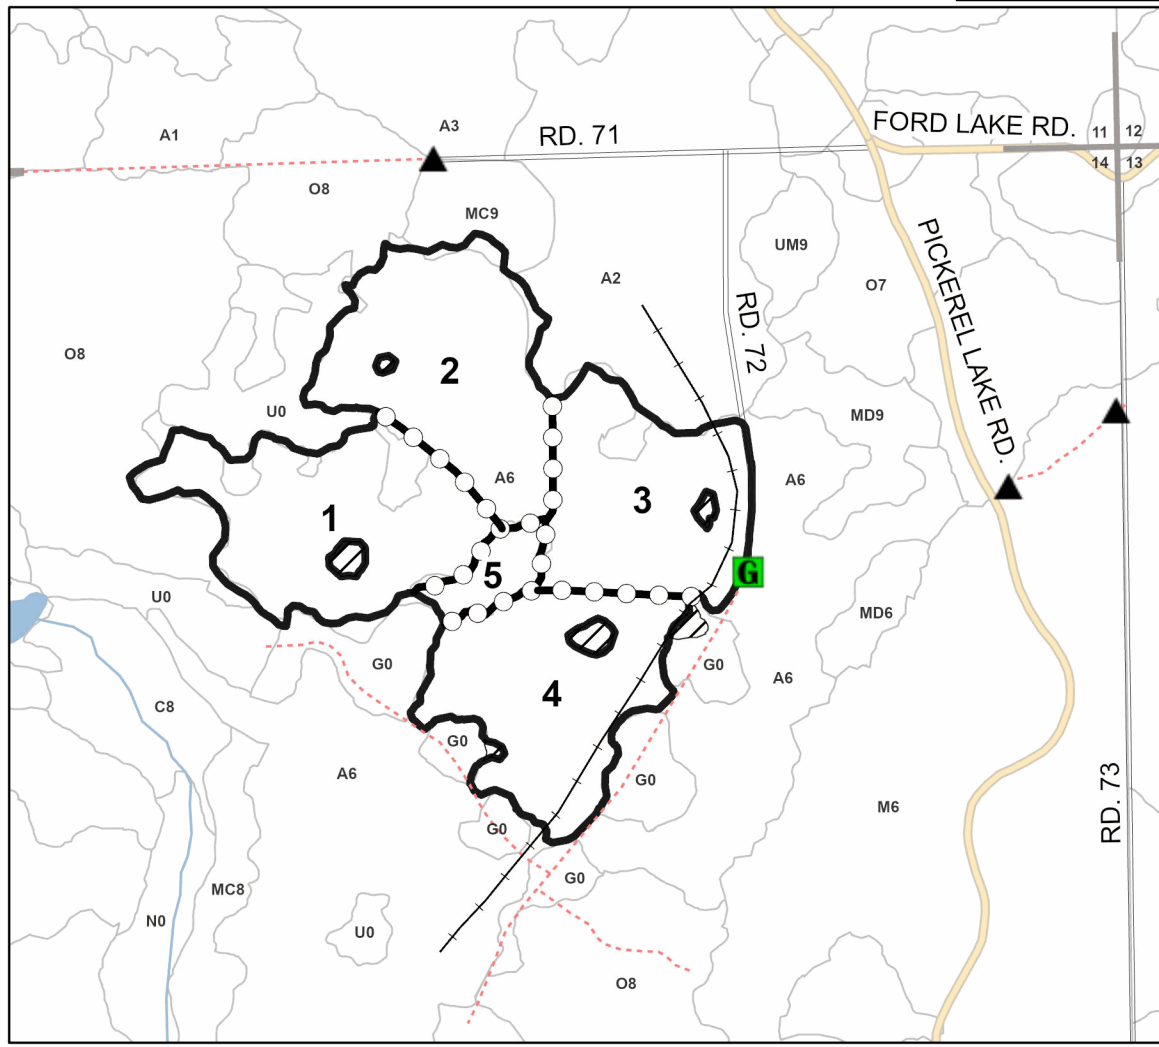 A1
A3
RD. 71
FORD LAKE RD.
11 12
14 13
O8
MC9
UM9
A2
O7
PICKEREL LAKE RD.
RD. 72
O8
2
U0
MD9
A6
A6
3
1
5
G
U0
MD6
G0
G0
A6
4
C8
G0
A6
G0
M6
RD. 73
G0
G0
MC8
N0
U0
O8